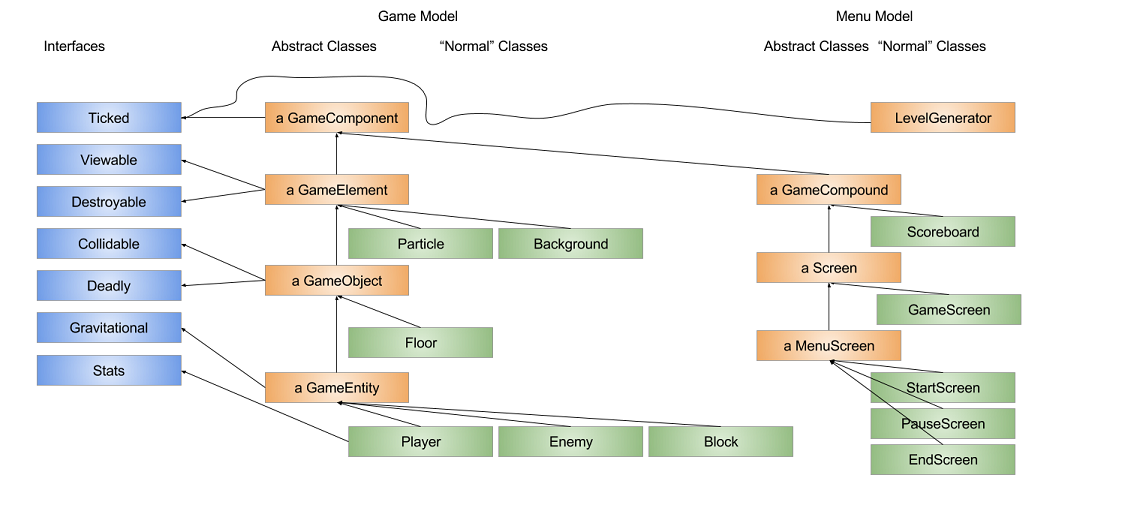 Game Model
Menu Model
Interfaces
Abstract Classes
“Normal” Classes
Abstract Classes
“Normal” Classes
Ticked
a GameComponent
LevelGenerator
Viewable
Destroyable
a GameElement
a GameCompound
Collidable
Particle
Background
Scoreboard
Deadly
a GameObject
a Screen
Gravitational
Floor
GameScreen
Stats
a GameEntity
a MenuScreen
StartScreen
Player
Enemy
Block
PauseScreen
EndScreen